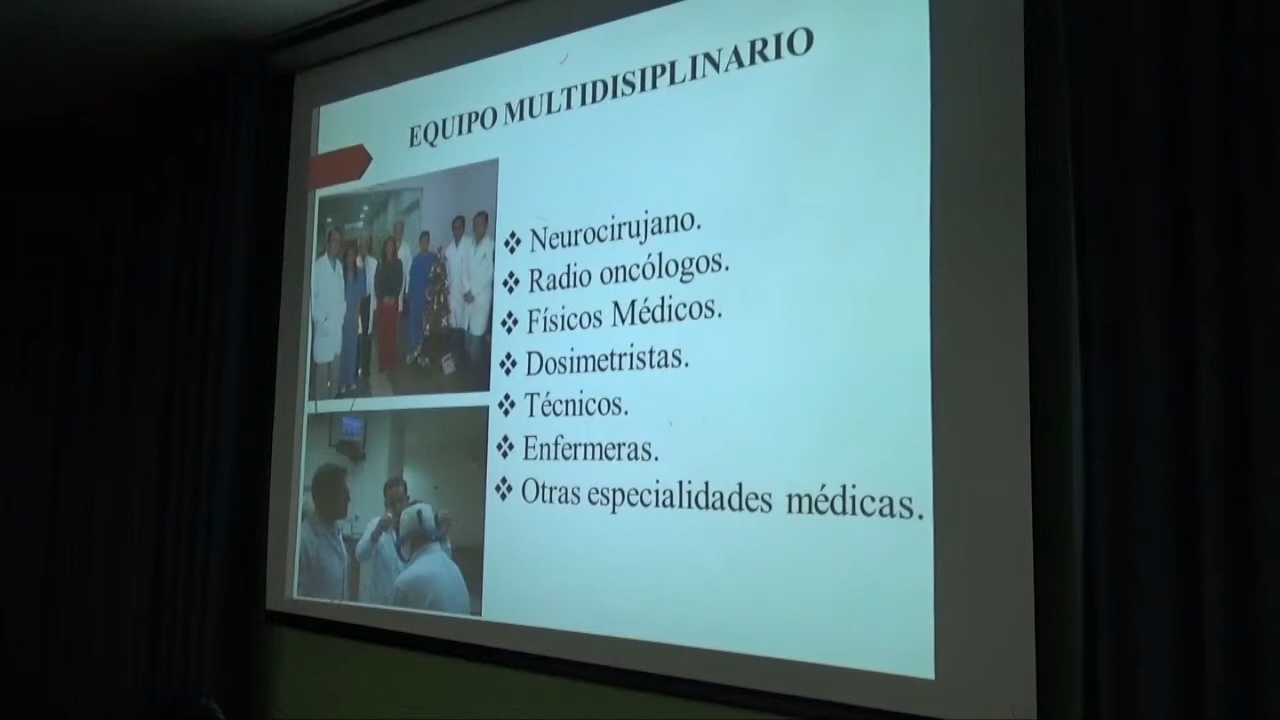 EQUIPO MULTIDISIPLINARIO
Neurocirujano.
Radio oncólogos.
Físicos Médicos.
Dosimetristas.
Técnicos.
Enfermeras.
Otras especialidades médicas.